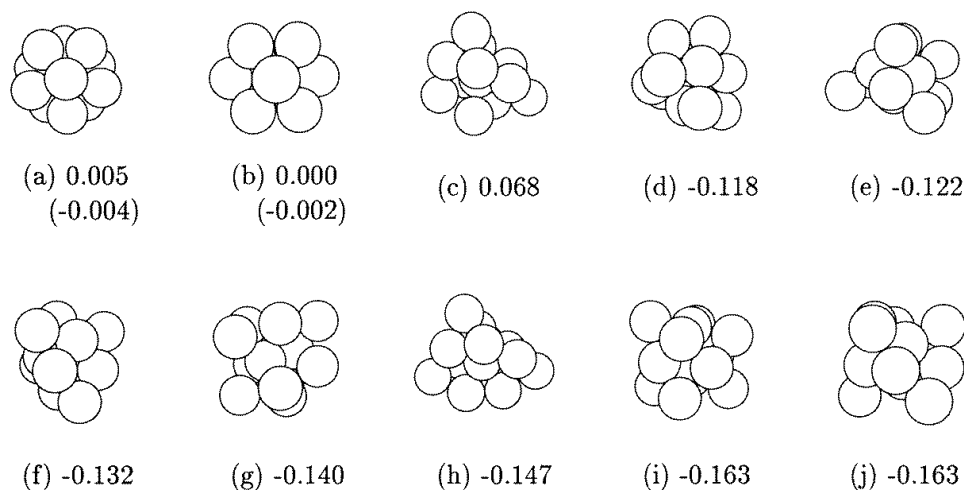 (a) 0.005 (b) 0.000 (c) 0.068 (d) -0.118 (e) -0.122
(-0.004) (-0.002)
(f) -0.132 (g) -0.140 (h) -0.147 (i) -0.163 (j) -0.163